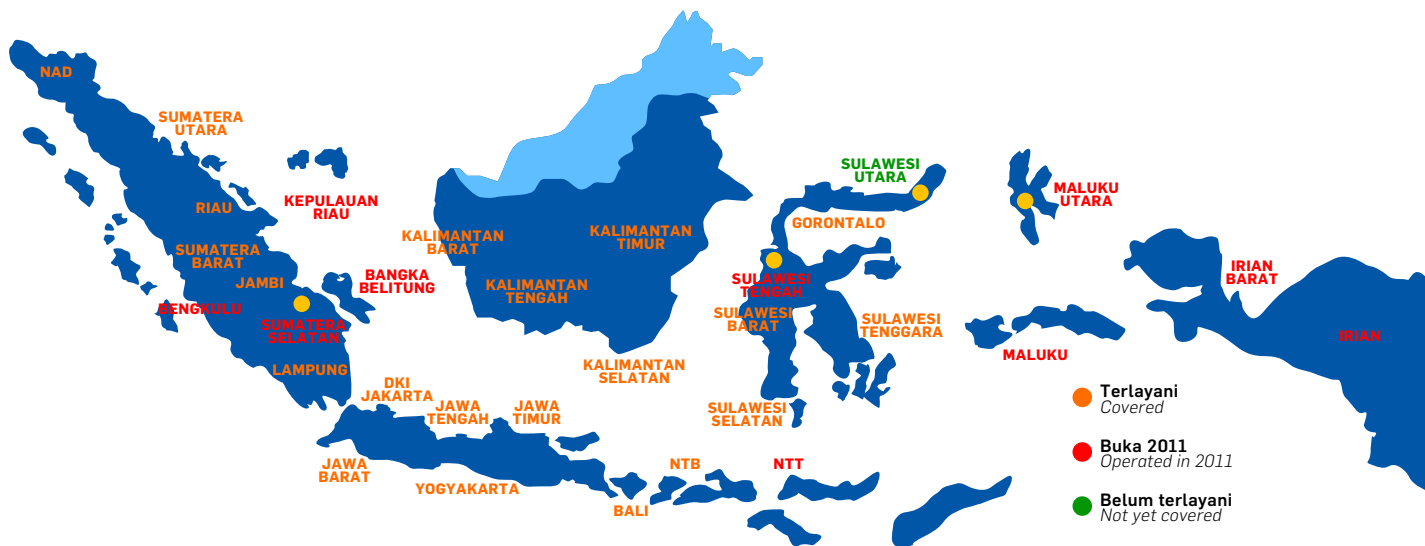 NAD
SUMATERA
UTARA
RIAU
KEPULAUAN
RIAU
SUMATERA
BARAT
JAMBI
BANGKA
BELITUNG
BENGKULU
SUMATERA
SELATAN
LAMPUNG
DKI
JAKARTA
JAWA
TENGAH
JAWA
TIMUR
JAWA
BARAT
YOGYAKARTA
BALI
NTB
NTT
KALIMANTAN
BARAT
KALIMANTAN
TIMUR
KALIMANTAN
TENGAH
KALIMANTAN
SELATAN
SULAWESI
UTARA
GORONTALO
SULAWESI
TENGAH
SULAWESI
BARAT
SULAWESI
TENGGARA
SULAWESI
SELATAN
MALUKU
UTARA
MALUKU
IRIAN
BARAT
IRIAN
Terlayani
Covered
Buka 2011
Operated in 2011
Belum terlayani
Not yet covered